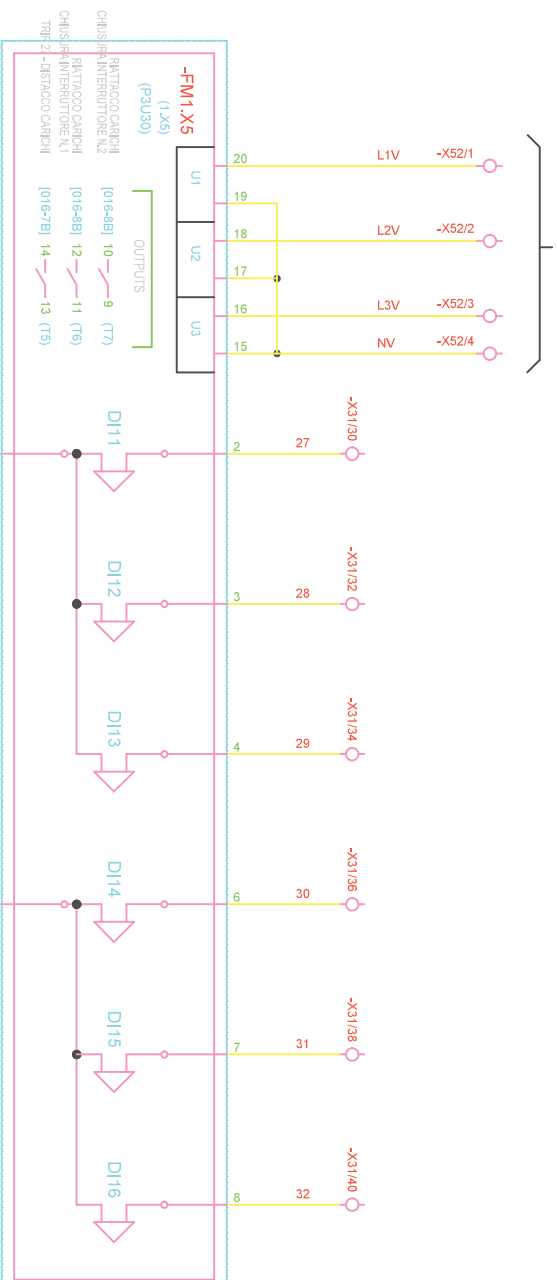 -FM1.X5
(1.X5)
(P3U30)
RIATTACCO CARICHI
CHIUSURA INTERRUTTORE N.2
RIATTACCO CARICHI
CHIUSURA INTERRUTTORE N.1
TRIP 27 - DISTACCO CARICHI
OUTPUTS
[016-8B] 10 9 (T7)
[016-8B] 12 11 (T6)
[016-7B] 14 13 (T5)
U1
U2
U3
20 L1V -X52/1
19
18 L2V -X52/2
17
16 L3V -X52/3
15 NV -X52/4
DI11 2 27 -X31/30
DI12 3 28 -X31/32
DI13 4 29 -X31/34
DI14 6 30 -X31/36
DI15 7 31 -X31/38
DI16 8 32 -X31/40